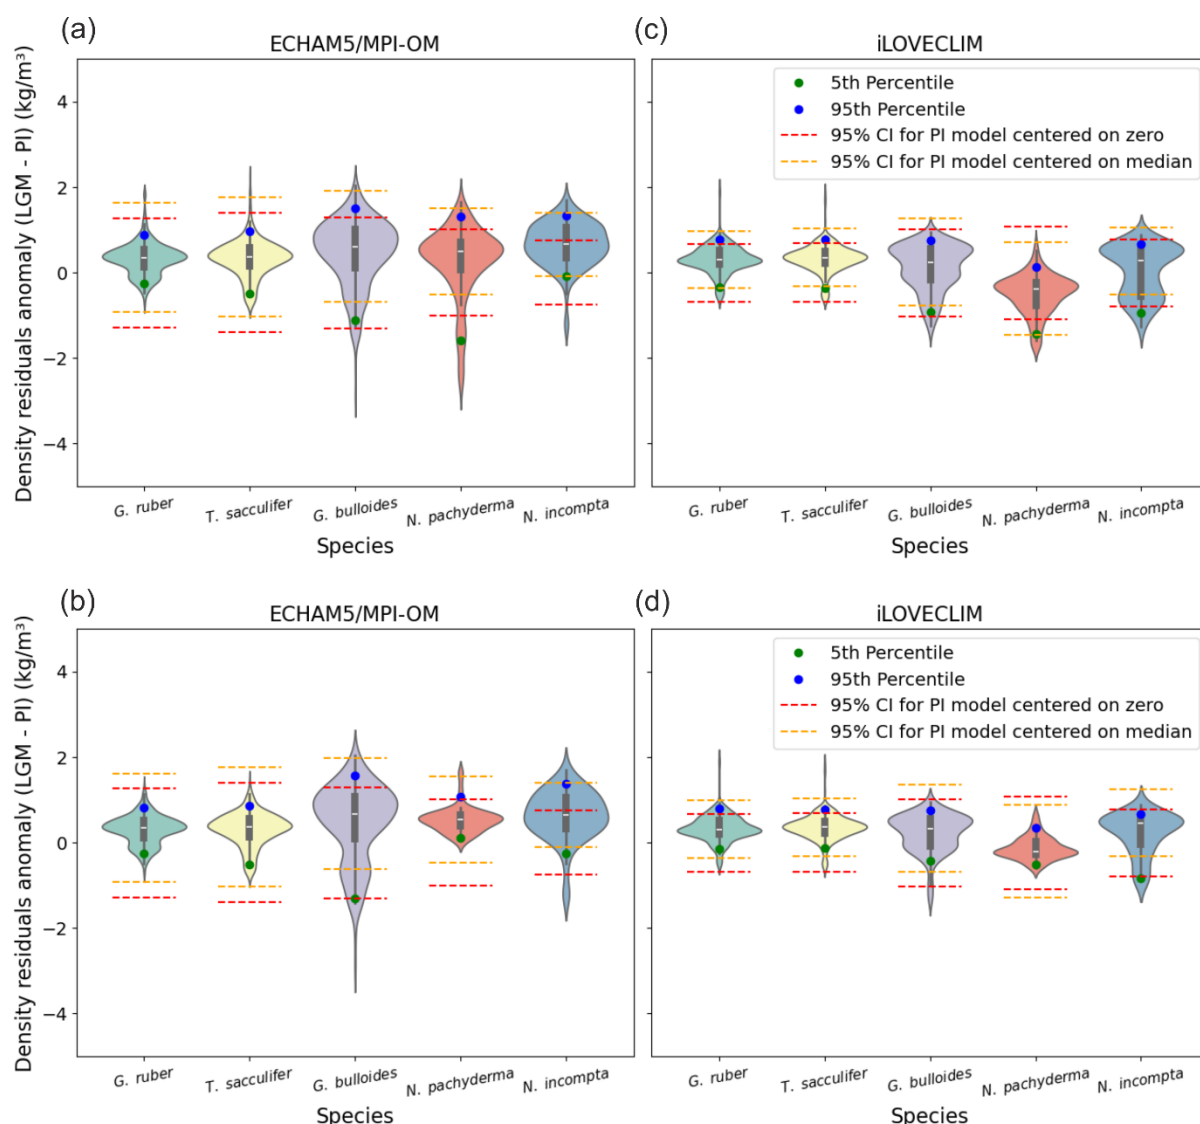 (a)
ECHAM5/MPI-OM
Density residuals anomaly (LGM - PI) (kg/m³)
4
2
0
−2
−4
G. ruber
T. sacculifer
G. bulloides
N. pachyderma
N. incompta
Species
(c)
iLOVECLIM
5th Percentile
95th Percentile
95% CI for PI model centered on zero
95% CI for PI model centered on median
G. ruber
T. sacculifer
G. bulloides
N. pachyderma
N. incompta
Species
(b)
ECHAM5/MPI-OM
Density residuals anomaly (LGM - PI) (kg/m³)
4
2
0
−2
−4
G. ruber
T. sacculifer
G. bulloides
N. pachyderma
N. incompta
Species
(d)
iLOVECLIM
5th Percentile
95th Percentile
95% CI for PI model centered on zero
95% CI for PI model centered on median
G. ruber
T. sacculifer
G. bulloides
N. pachyderma
N. incompta
Species